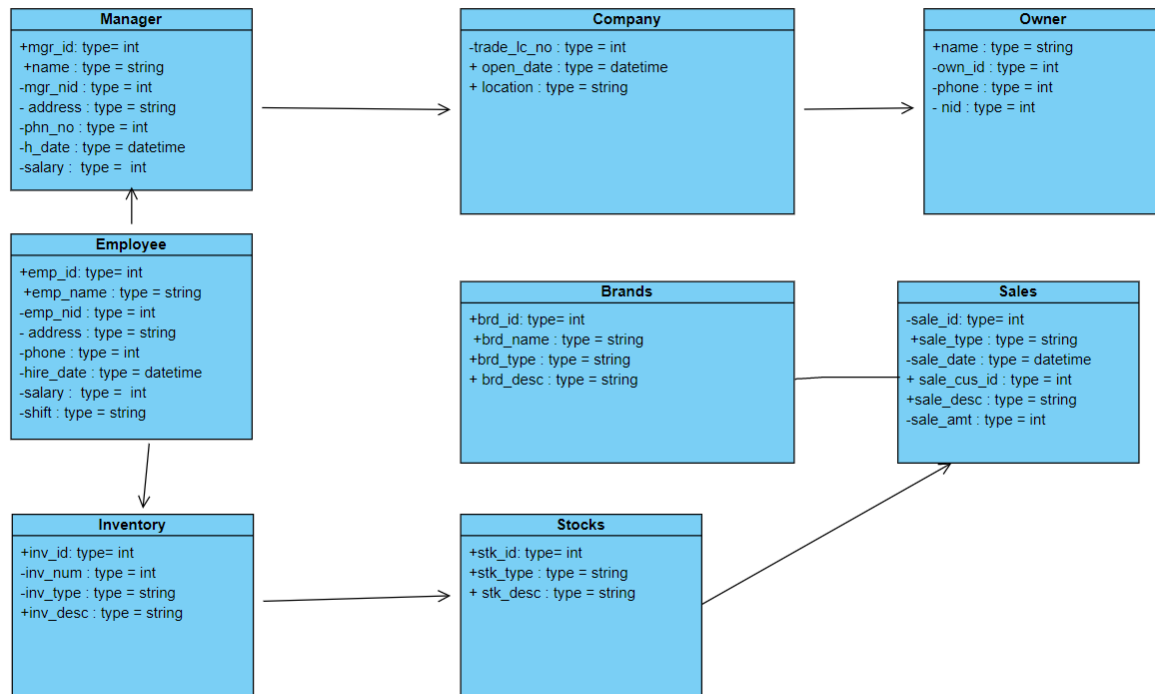 Manager
+mgr_id: type= int
+name : type = string
-mgr_nid : type = int
- address : type = string
-phn_no : type = int
-h_date : type = datetime
-salary :  type =  int
Company
-trade_lc_no : type = int
+ open_date : type = datetime
+ location : type = string
Owner
+name : type = string
-own_id : type = int
-phone : type = int
- nid : type = int
Employee
+emp_id: type= int
+emp_name : type = string
-emp_nid : type = int
- address : type = string
-phone : type = int
-hire_date : type = datetime
-salary :  type =  int
-shift : type = string
Brands
+brd_id: type= int
+brd_name : type = string
+brd_type : type = string
+ brd_desc : type = string
Sales
-sale_id: type= int
+sale_type : type = string
-sale_date : type = datetime
+ sale_cus_id : type = int
+sale_desc : type = string
-sale_amt : type = int
Inventory
+inv_id: type= int
-inv_num : type = int
-inv_type : type = string
+inv_desc : type = string
Stocks
+stk_id: type= int
+stk_type : type = string
+ stk_desc : type = string